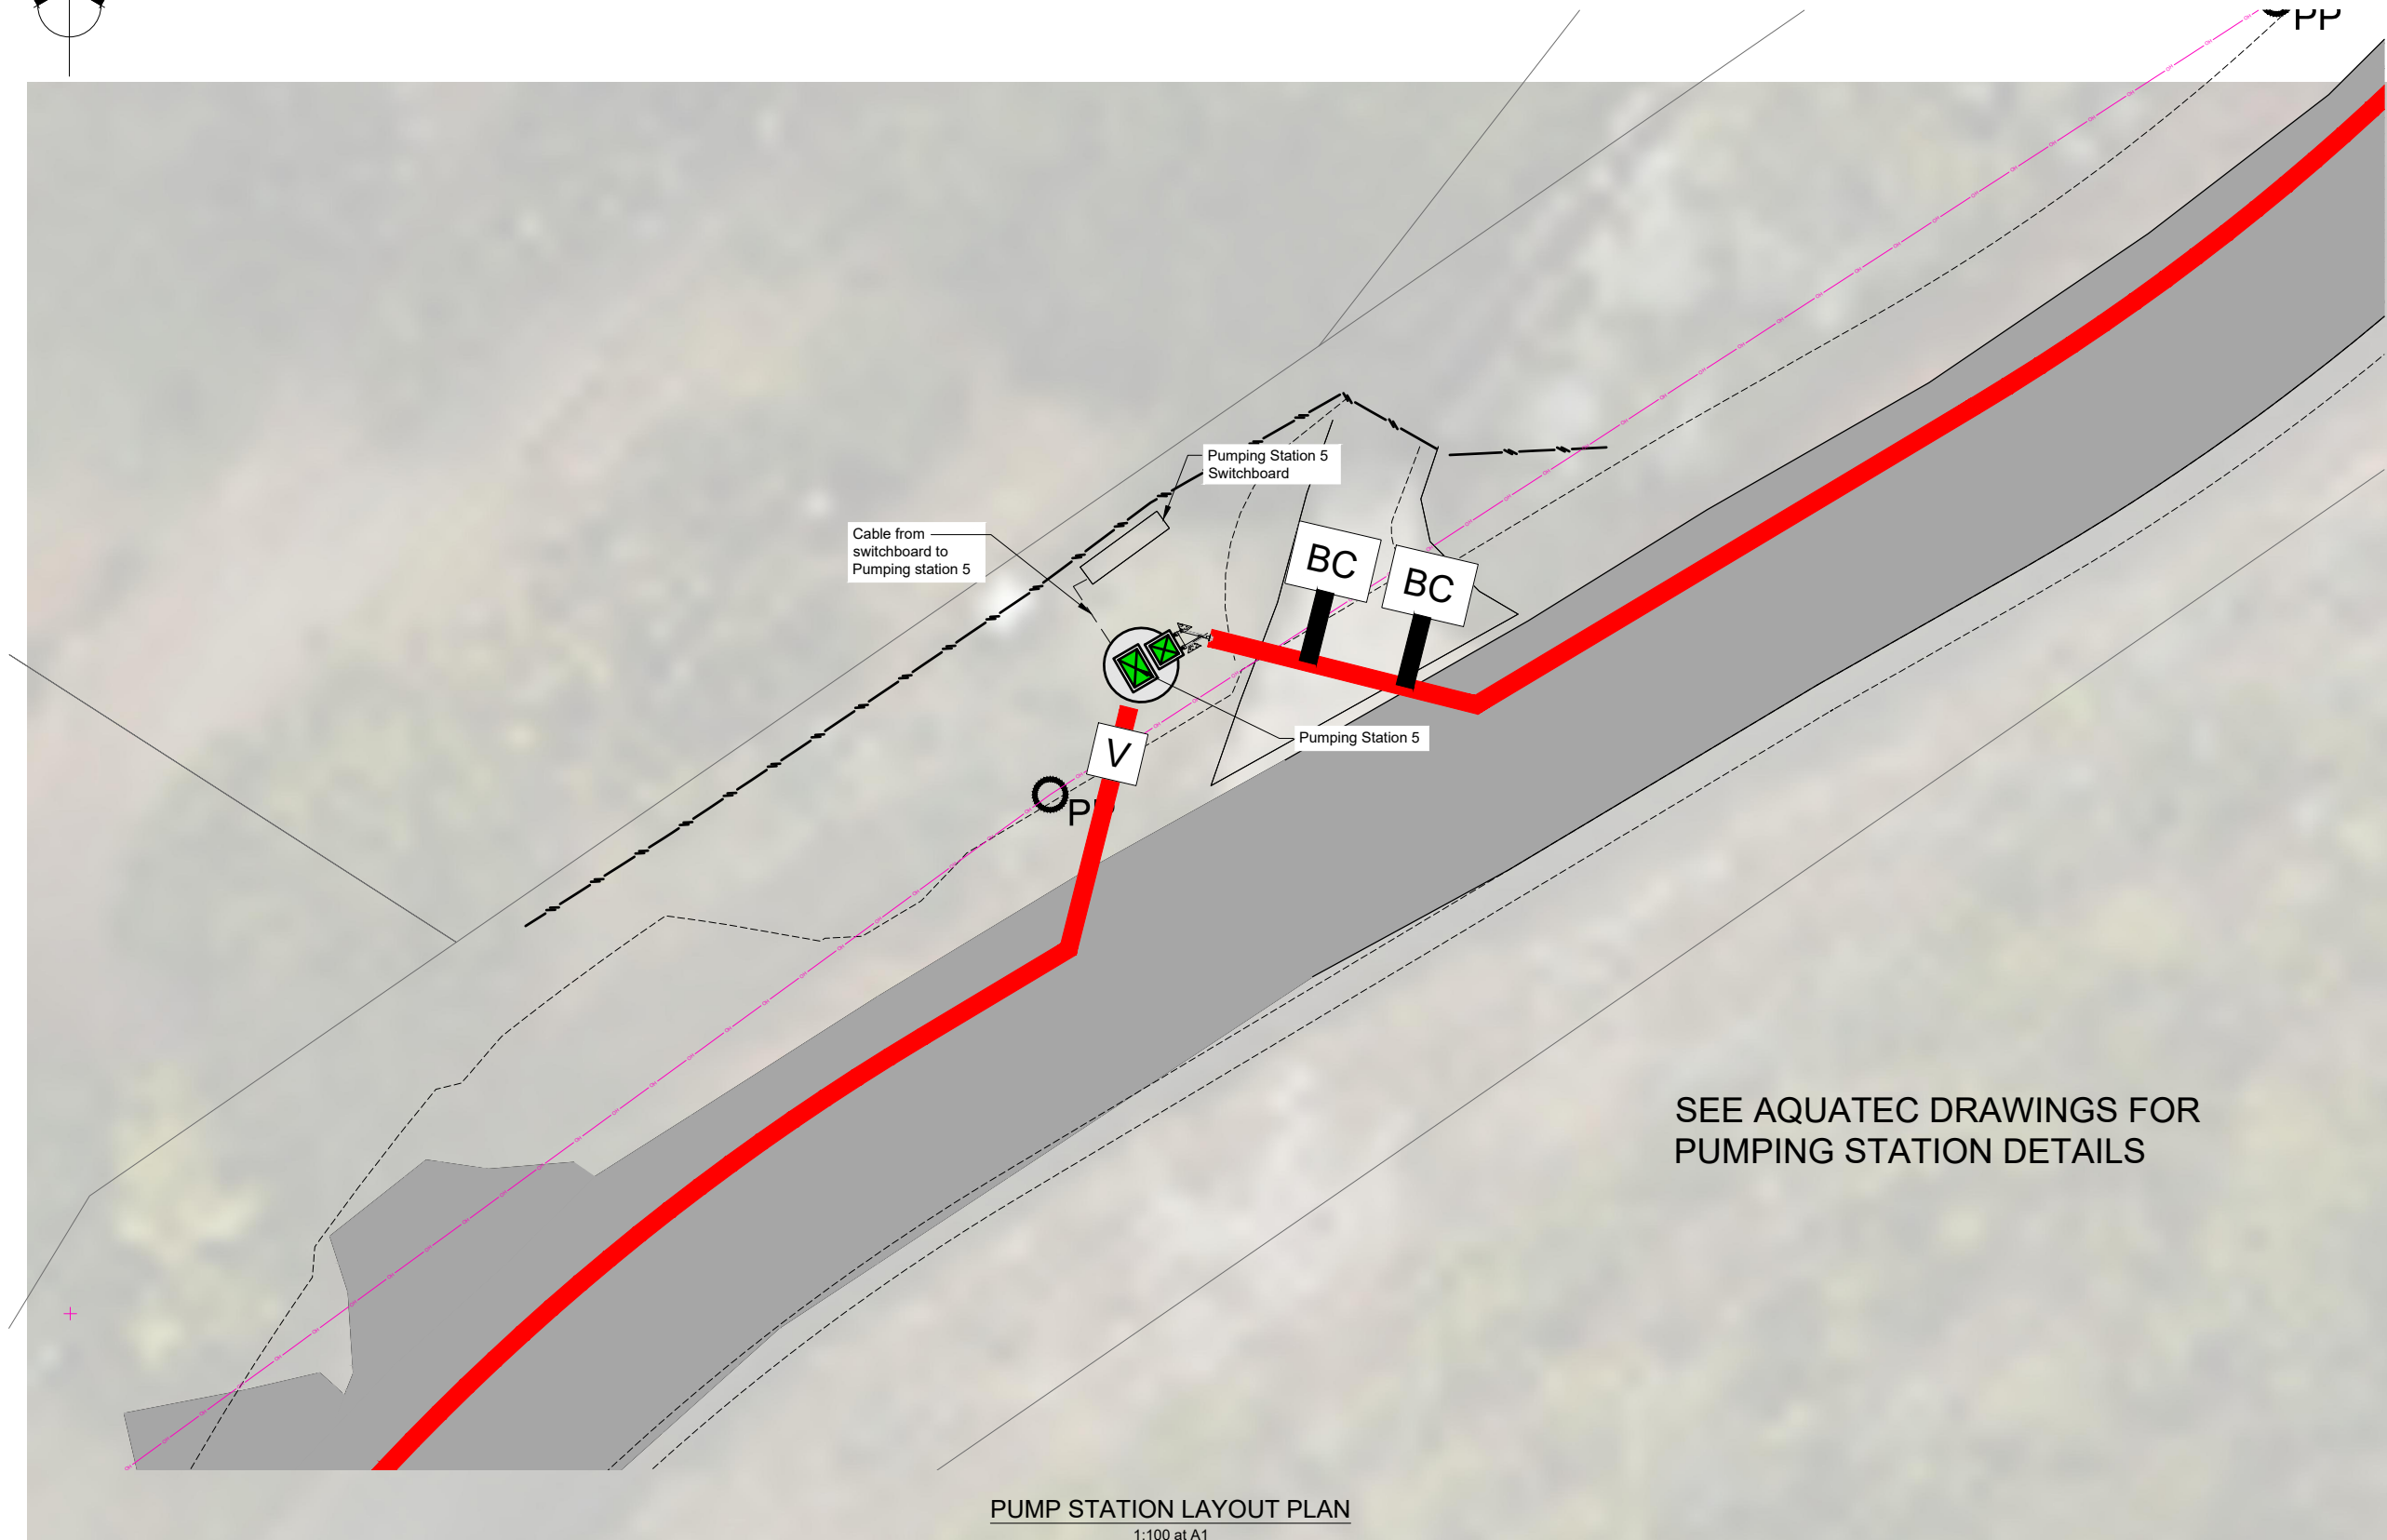 PP
Pumping Station 5
Switchboard
Cable from
switchboard to
Pumping station 5
BC
BC
V
Pumping Station 5
PP
SEE AQUATEC DRAWINGS FOR
PUMPING STATION DETAILS
PUMP STATION LAYOUT PLAN
1:100 at A1